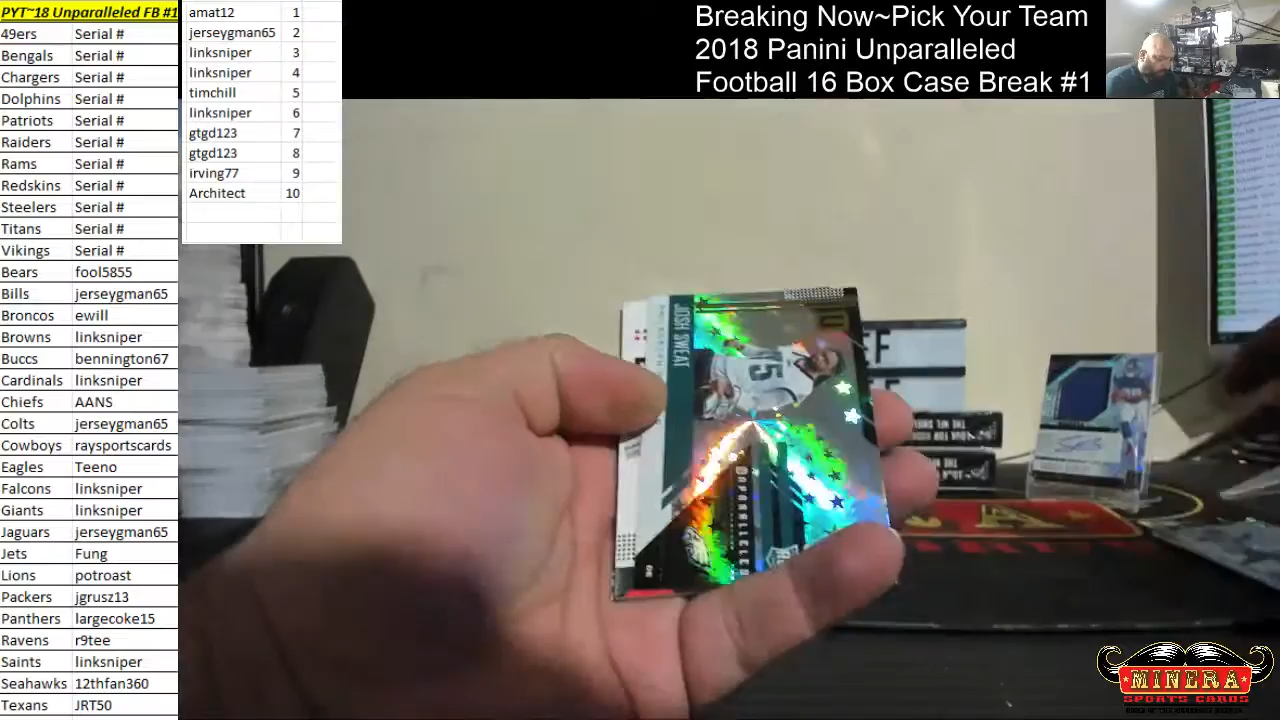 PYT~18 Unparalleled FB #1
49ers Serial #
Bengals Serial #
Chargers Serial #
Dolphins Serial #
Patriots Serial #
Raiders Serial #
Rams Serial #
Redskins Serial #
Steelers Serial #
Titans Serial #
Vikings Serial #
Bears fool5855
Bills jerseygman65
Broncos ewill
Browns linksniper
Buccs bennington67
Cardinals linksniper
Chiefs AANS
Colts jerseygman65
Cowboys raysportscards
Eagles Teeno
Falcons linksniper
Giants linksniper
Jaguars jerseygman65
Jets Fung
Lions potroast
Packers jgrusz13
Panthers largecoke15
Ravens r9tee
Saints linksniper
Seahawks 12thfan360
Texans JRT50
amat12 1
jerseygman65 2
linksniper 3
linksniper 4
timchill 5
linksniper 6
gtgd123 7
gtgd123 8
irving77 9
Architect 10
Breaking Now~Pick Your Team
2018 Panini Unparalleled
Football 16 Box Case Break #1
JOSH SWEAT
UNPARALLELED
MINERA
SPORTS CARDS